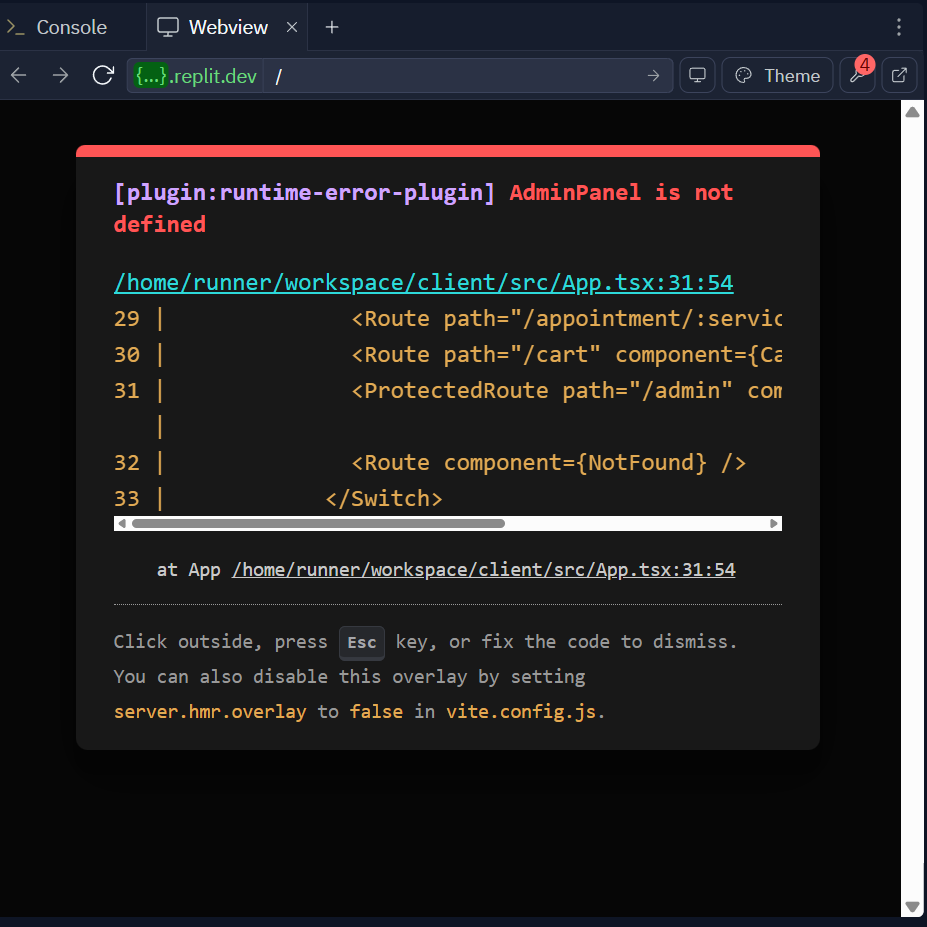 >_ Console Webview × +
{...}.replit.dev / Theme 4
[plugin:runtime-error-plugin] AdminPanel is not
defined
/home/runner/workspace/client/src/App.tsx:31:54
29 | <Route path="/appointment/:servic
30 | <Route path="/cart" component={Ca
31 | <ProtectedRoute path="/admin" com
|
32 | <Route component={NotFound} />
33 | </Switch>
at App /home/runner/workspace/client/src/App.tsx:31:54
Click outside, press Esc key, or fix the code to dismiss.
You can also disable this overlay by setting
server.hmr.overlay to false in vite.config.js.